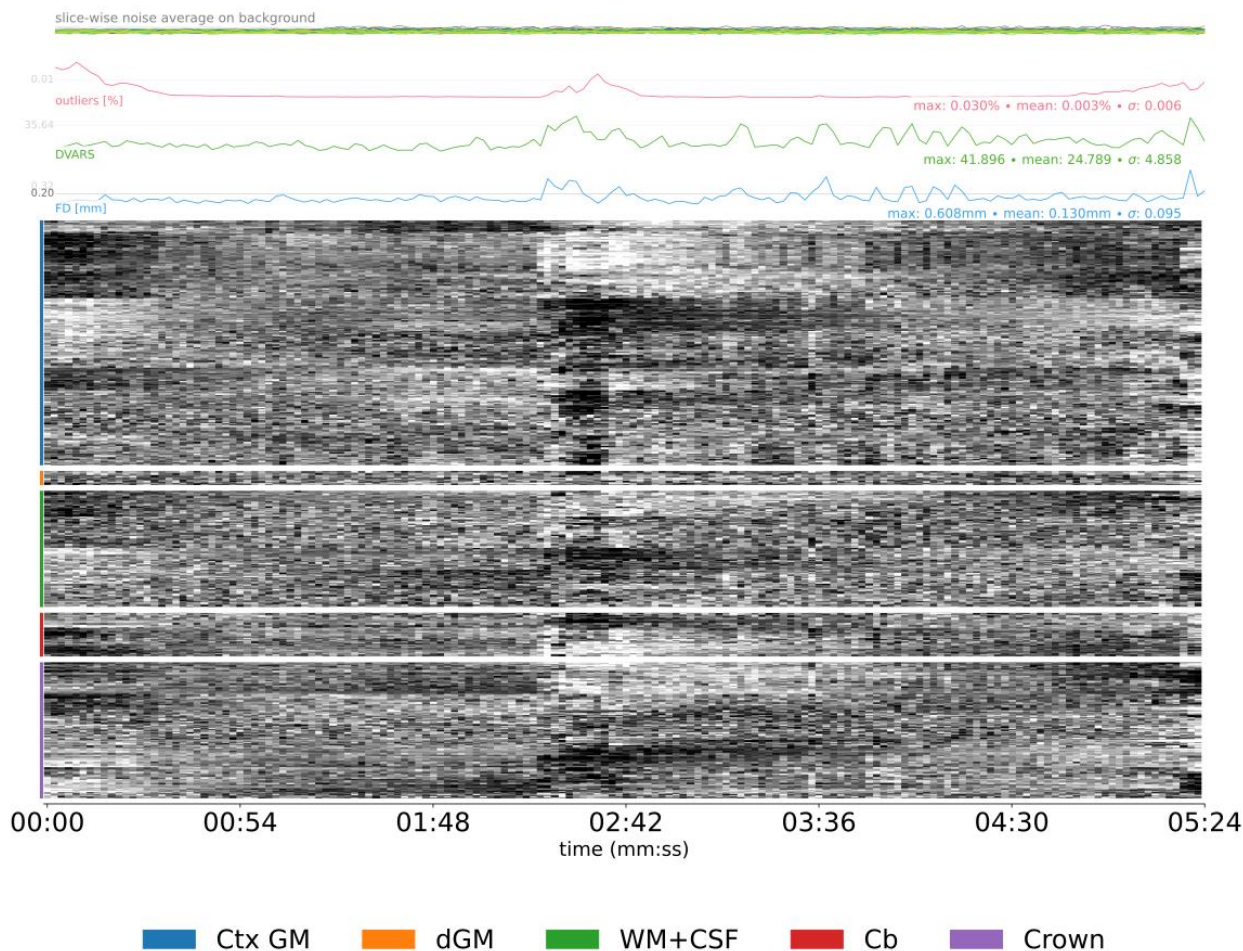 slice-wise noise average on background
0.01
outliers [%]
max: 0.030% • mean: 0.003% • σ: 0.006
35.64
DVARS
max: 41.896 • mean: 24.789 • σ: 4.858
0.20
FD [mm]
max: 0.608mm • mean: 0.130mm • σ: 0.095
00:00 00:54 01:48 02:42 03:36 04:30 05:24
time (mm:ss)
Ctx GM dGM WM+CSF Cb Crown